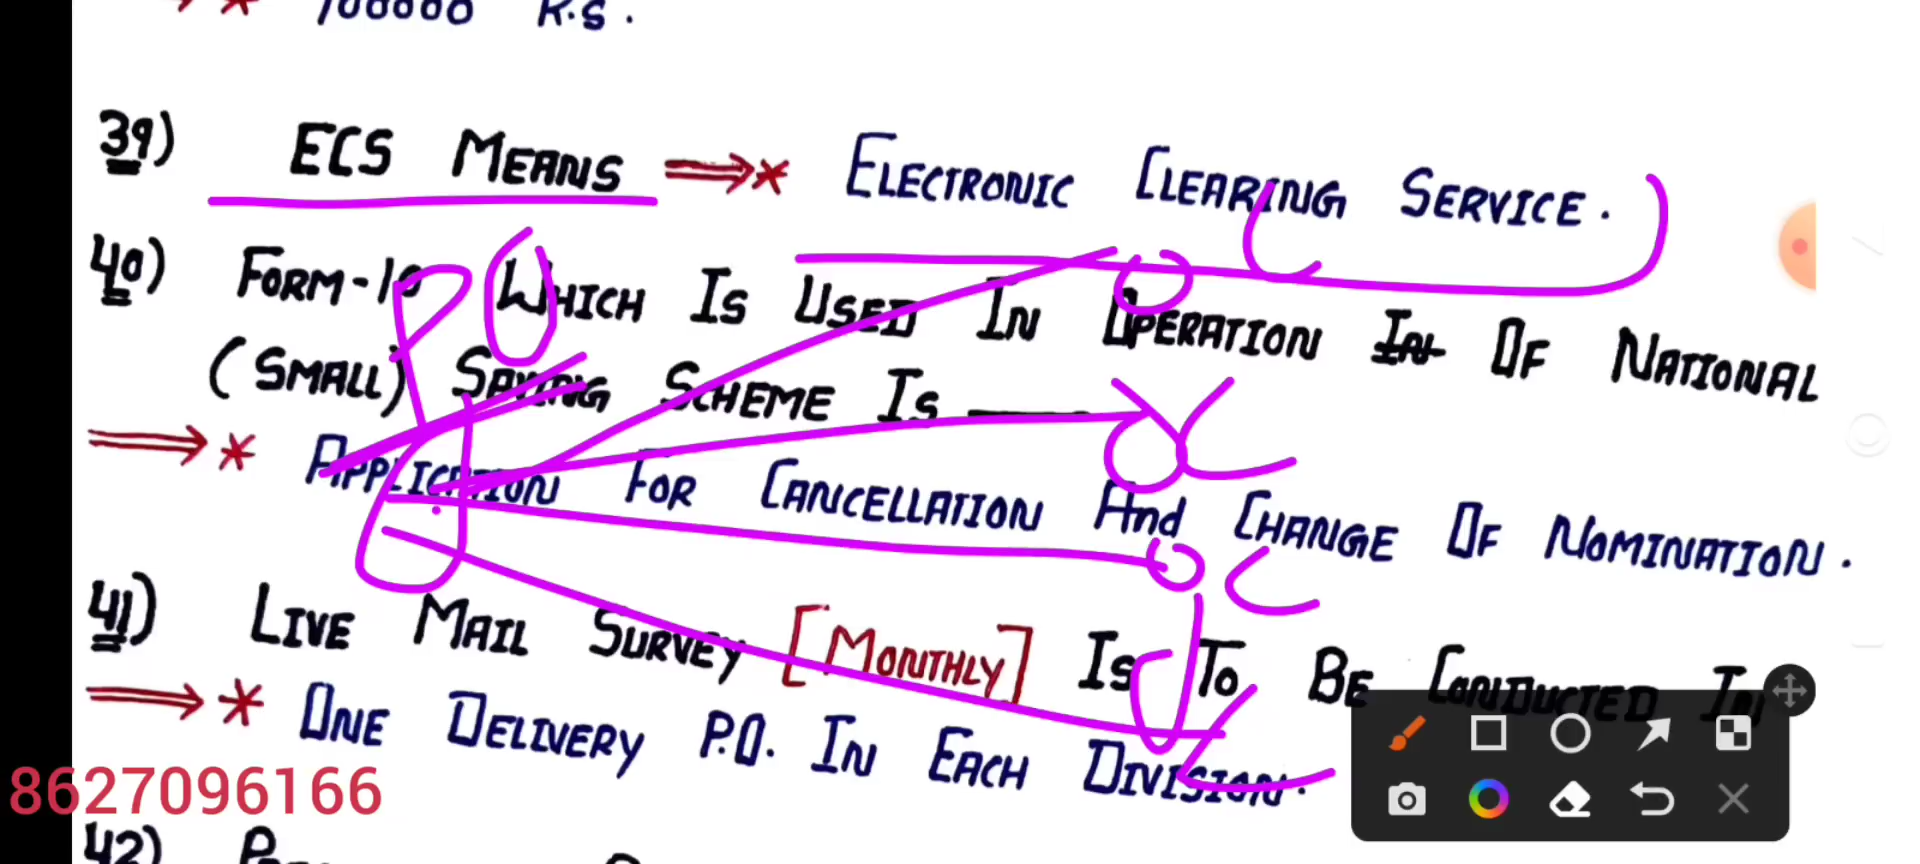 100000 R.S.
39) ECS MEANS ⟹* ELECTRONIC CLEARING SERVICE.
40) FORM-10 WHICH IS USED IN OPERATION IN OF NATIONAL
(SMALL) SAVING SCHEME IS ____
⟹* APPLICATION FOR CANCELLATION And CHANGE OF NOMINATION.
41) LIVE MAIL SURVEY [MONTHLY] IS TO BE CONDUCTED IN
⟹* ONE DELIVERY P.O. IN EACH DIVISION.
8627096166
42)